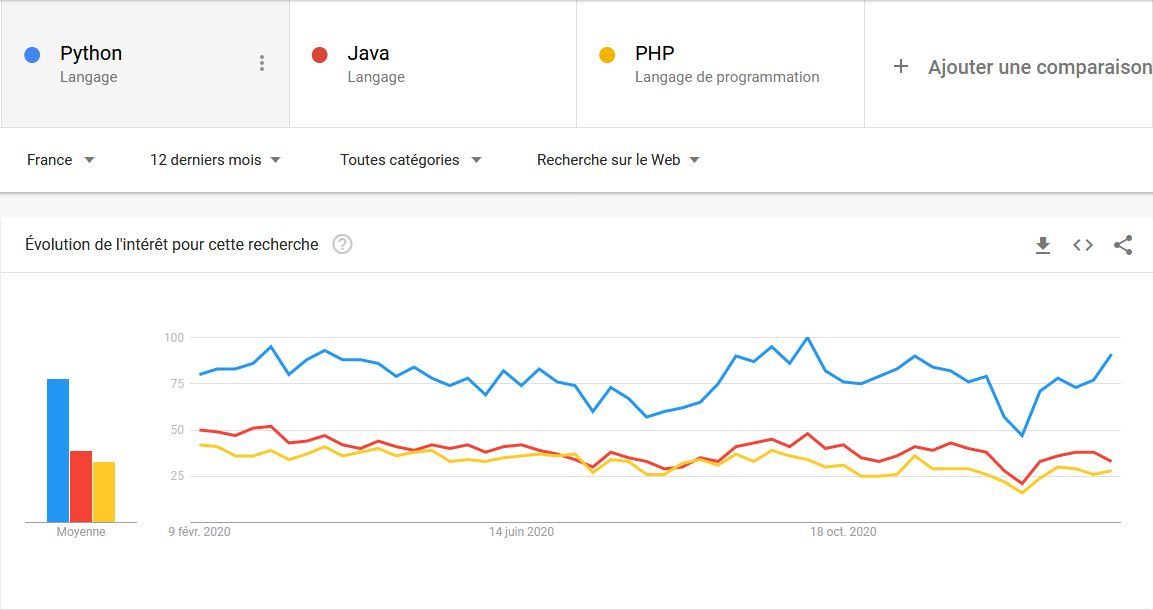 Python
Langage
Java
Langage
PHP
Langage de programmation
+ Ajouter une comparaison
France
12 derniers mois
Toutes catégories
Recherche sur le Web
Évolution de l'intérêt pour cette recherche ?
100
75
50
25
Moyenne
9 févr. 2020
14 juin 2020
18 oct. 2020